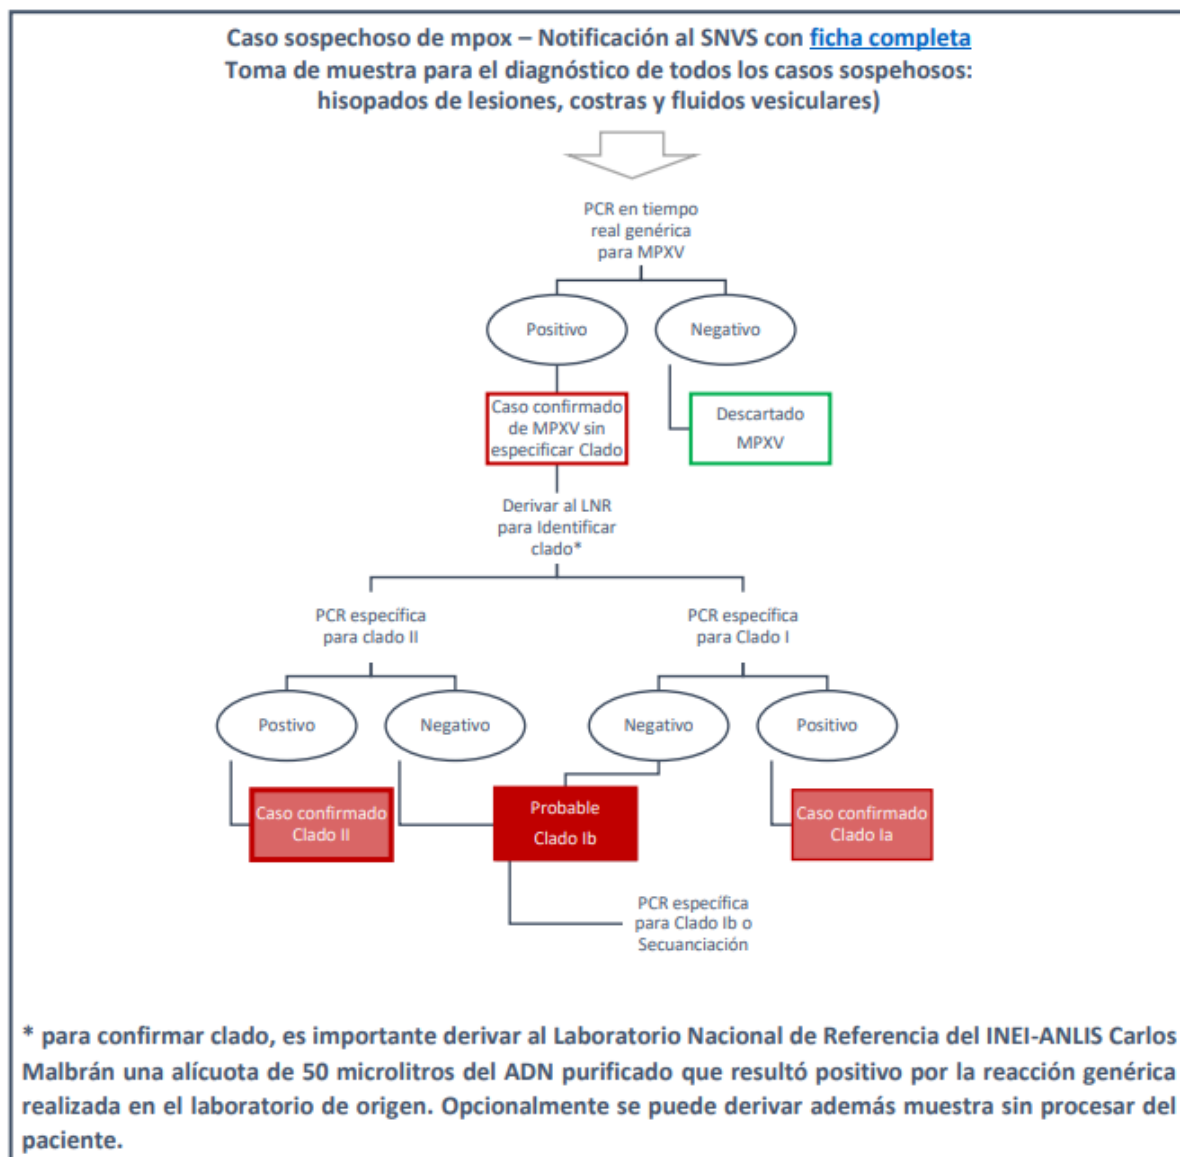 Caso sospechoso de mpox – Notificación al SNVS con ficha completa
Toma de muestra para el diagnóstico de todos los casos sospehosos:
hisopados de lesiones, costras y fluidos vesiculares)
PCR en tiempo
real genérica
para MPXV
Positivo
Negativo
Caso confirmado
de MPXV sin
especificar Clado
Descartado
MPXV
Derivar al LNR
para Identificar
clado*
PCR específica
para clado II
PCR específica
para Clado I
Postivo
Negativo
Negativo
Positivo
Caso confirmado
Clado II
Probable
Clado Ib
Caso confirmado
Clado Ia
PCR específica
para Clado Ib o
Secuanciación
* para confirmar clado, es importante derivar al Laboratorio Nacional de Referencia del INEI-ANLIS Carlos
Malbrán una alícuota de 50 microlitros del ADN purificado que resultó positivo por la reacción genérica
realizada en el laboratorio de origen. Opcionalmente se puede derivar además muestra sin procesar del
paciente.